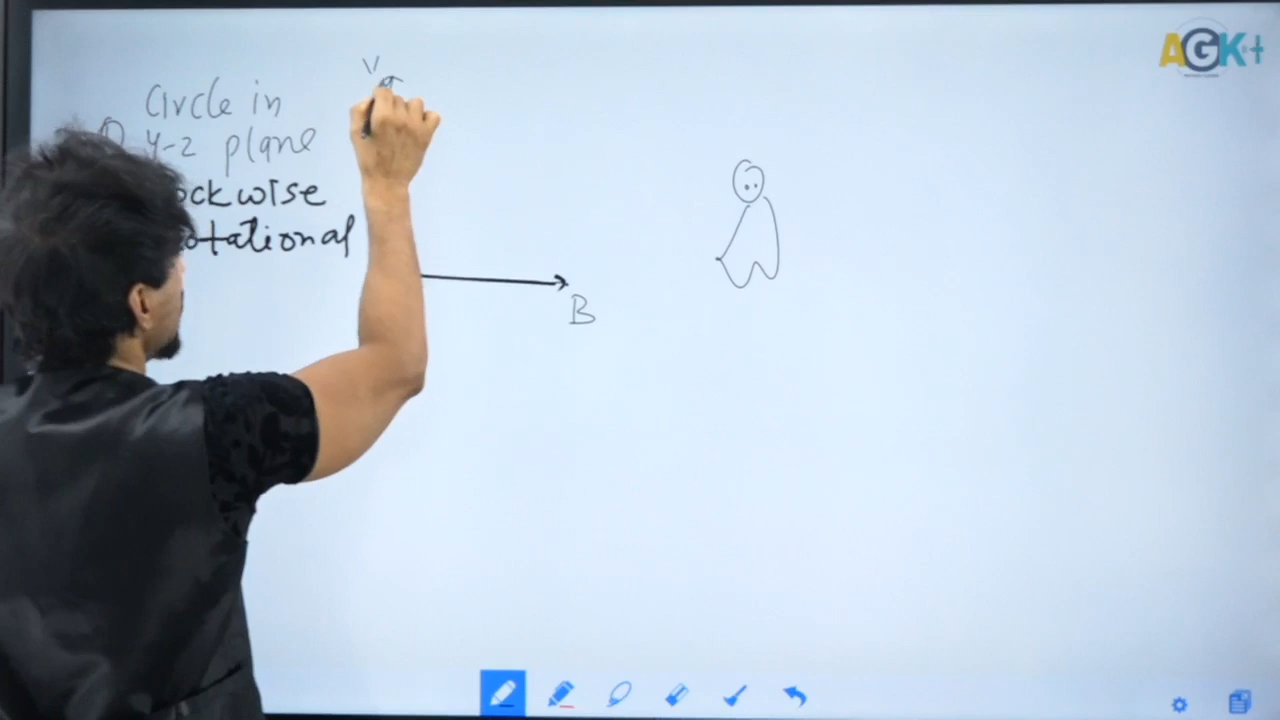 Circle in
y-z plane
ockwise
otational
V
B
AGK+